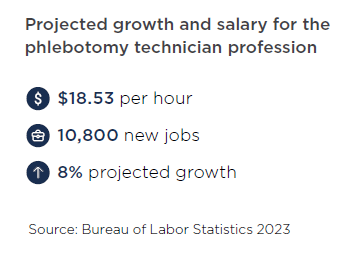 Projected growth and salary for the
phlebotomy technician profession
$18.53 per hour
10,800 new jobs
8% projected growth
Source: Bureau of Labor Statistics 2023